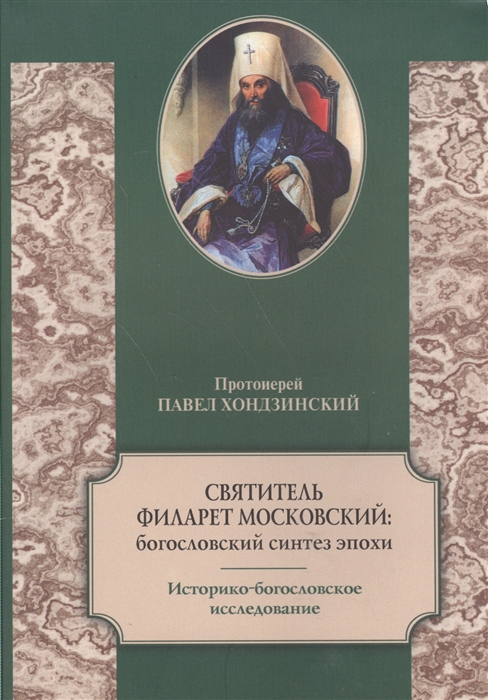 Протоиерей
ПАВЕЛ ХОНДЗИНСКИЙ
СВЯТИТЕЛЬ
ФИЛАРЕТ МОСКОВСКИЙ:
богословский синтез эпохи
Историко-богословское
исследование